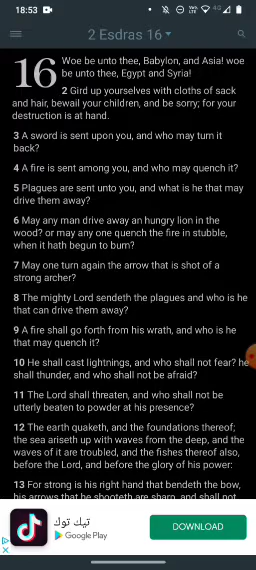 18:53
2 Esdras 16
16 Woe be unto thee, Babylon, and Asia! woe
be unto thee, Egypt and Syria!
2 Gird up yourselves with cloths of sack
and hair, bewail your children, and be sorry; for your
destruction is at hand.
3 A sword is sent upon you, and who may turn it
back?
4 A fire is sent among you, and who may quench it?
5 Plagues are sent unto you, and what is he that may
drive them away?
6 May any man drive away an hungry lion in the
wood? or may any one quench the fire in stubble,
when it hath begun to burn?
7 May one turn again the arrow that is shot of a
strong archer?
8 The mighty Lord sendeth the plagues and who is he
that can drive them away?
9 A fire shall go forth from his wrath, and who is he
that may quench it?
10 He shall cast lightnings, and who shall not fear? he
shall thunder, and who shall not be afraid?
11 The Lord shall threaten, and who shall not be
utterly beaten to powder at his presence?
12 The earth quaketh, and the foundations thereof;
the sea ariseth up with waves from the deep, and the
waves of it are troubled, and the fishes thereof also,
before the Lord, and before the glory of his power:
13 For strong is his right hand that bendeth the bow,
his arrows that he shooteth are sharp, and shall not
تيك توك
Google Play
DOWNLOAD